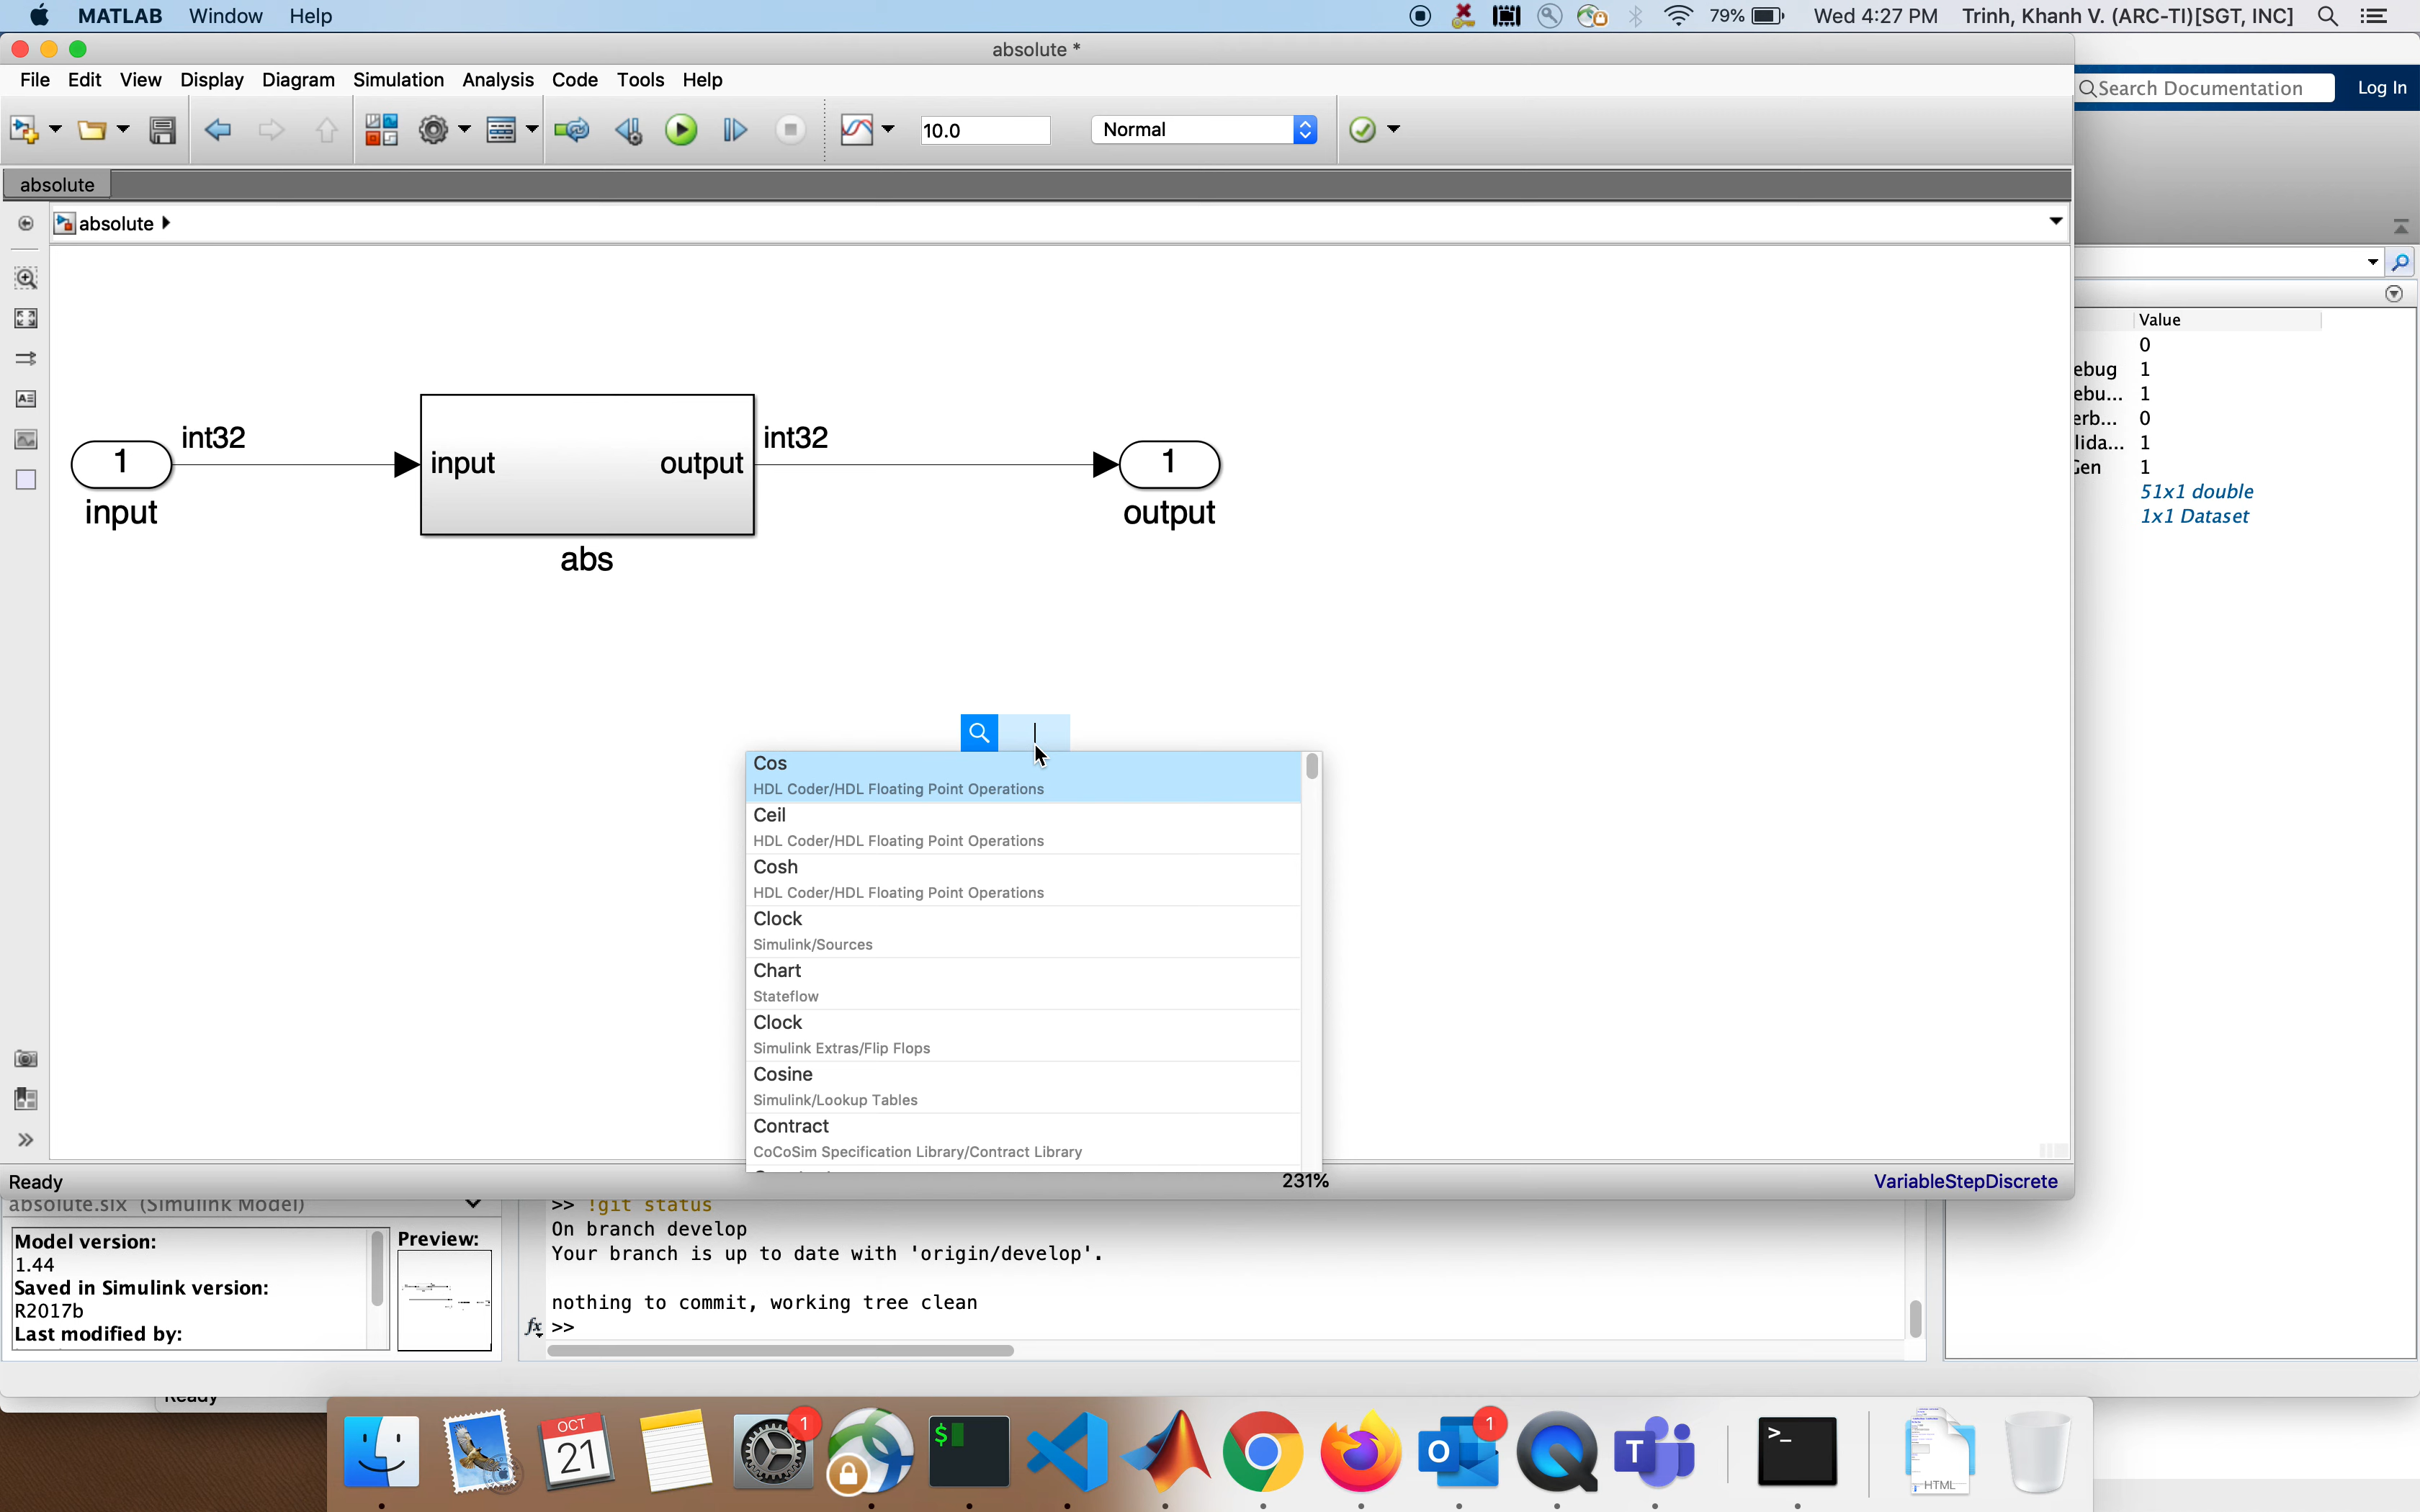 MATLAB Window Help
79% Wed 4:27 PM Trinh, Khanh V. (ARC-TI)[SGT, INC]
absolute *
File Edit View Display Diagram Simulation Analysis Code Tools Help
Search Documentation Log In
10.0 Normal
absolute
absolute
Value
0
ebug 1
ebu... 1
erb... 0
lida... 1
Gen 1
51x1 double
1x1 Dataset
int32 int32
1 input output 1
input output
abs
Cos
HDL Coder/HDL Floating Point Operations
Ceil
HDL Coder/HDL Floating Point Operations
Cosh
HDL Coder/HDL Floating Point Operations
Clock
Simulink/Sources
Chart
Stateflow
Clock
Simulink Extras/Flip Flops
Cosine
Simulink/Lookup Tables
Contract
CoCoSim Specification Library/Contract Library
Ready 231% VariableStepDiscrete
absolute.slx (Simulink Model)
Model version:
1.44
Saved in Simulink version:
R2017b
Last modified by:
Preview:
>> !git status
On branch develop
Your branch is up to date with 'origin/develop'.
nothing to commit, working tree clean
fx >>
Ready
OCT
21
1
$
1
O
T
>_
HTML